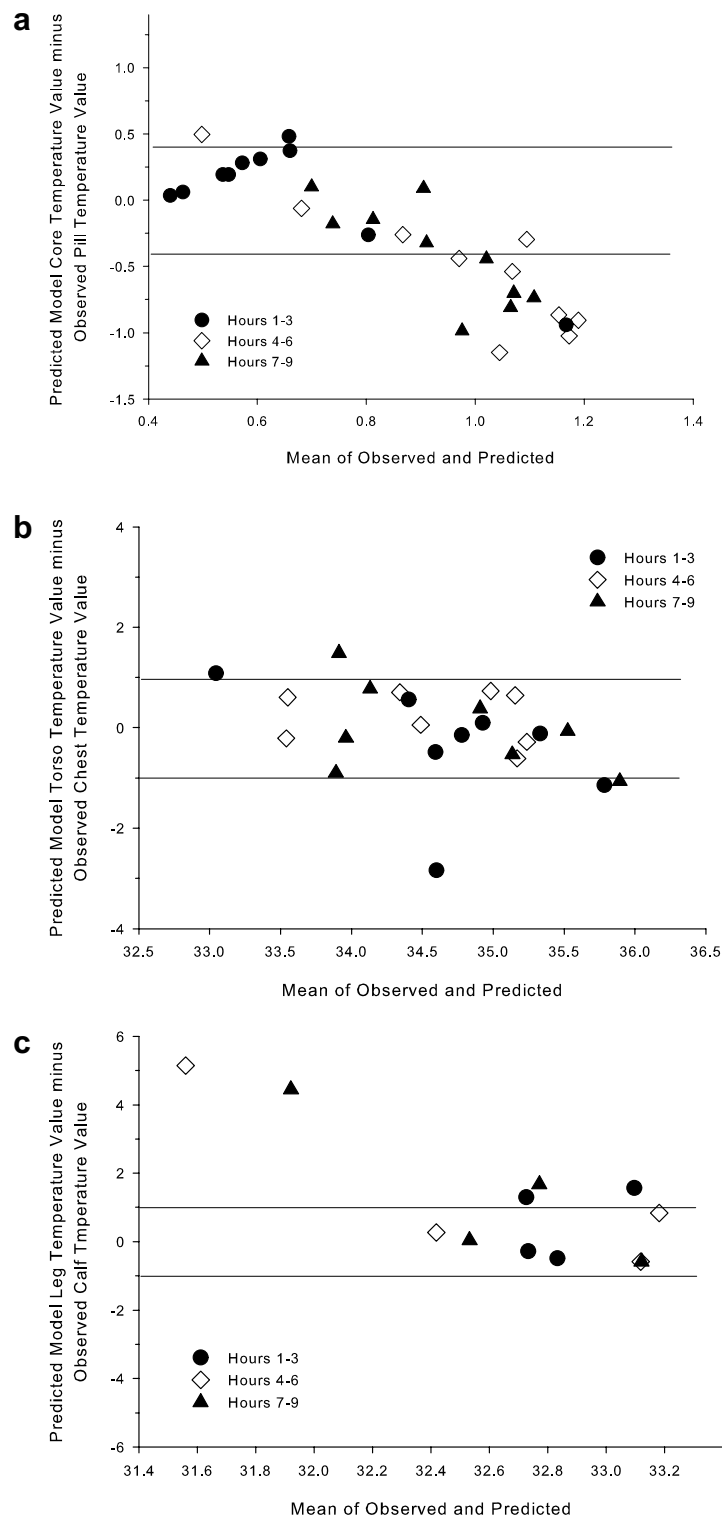 a
Predicted Model Core Temperature Value minus
Observed Pill Temperature Value
1.0
0.5
0.0
-0.5
-1.0
-1.5
Hours 1-3
Hours 4-6
Hours 7-9
0.4 0.6 0.8 1.0 1.2 1.4
Mean of Observed and Predicted
b
Predicted Model Torso Temperature Value minus
Observed Chest Temperature Value
4
2
0
-2
-4
Hours 1-3
Hours 4-6
Hours 7-9
32.5 33.0 33.5 34.0 34.5 35.0 35.5 36.0 36.5
Mean of Observed and Predicted
c
Predicted Model Leg Temperature Value minus
Observed Calf Tmperature Value
6
4
2
0
-2
-4
-6
Hours 1-3
Hours 4-6
Hours 7-9
31.4 31.6 31.8 32.0 32.2 32.4 32.6 32.8 33.0 33.2
Mean of Observed and Predicted